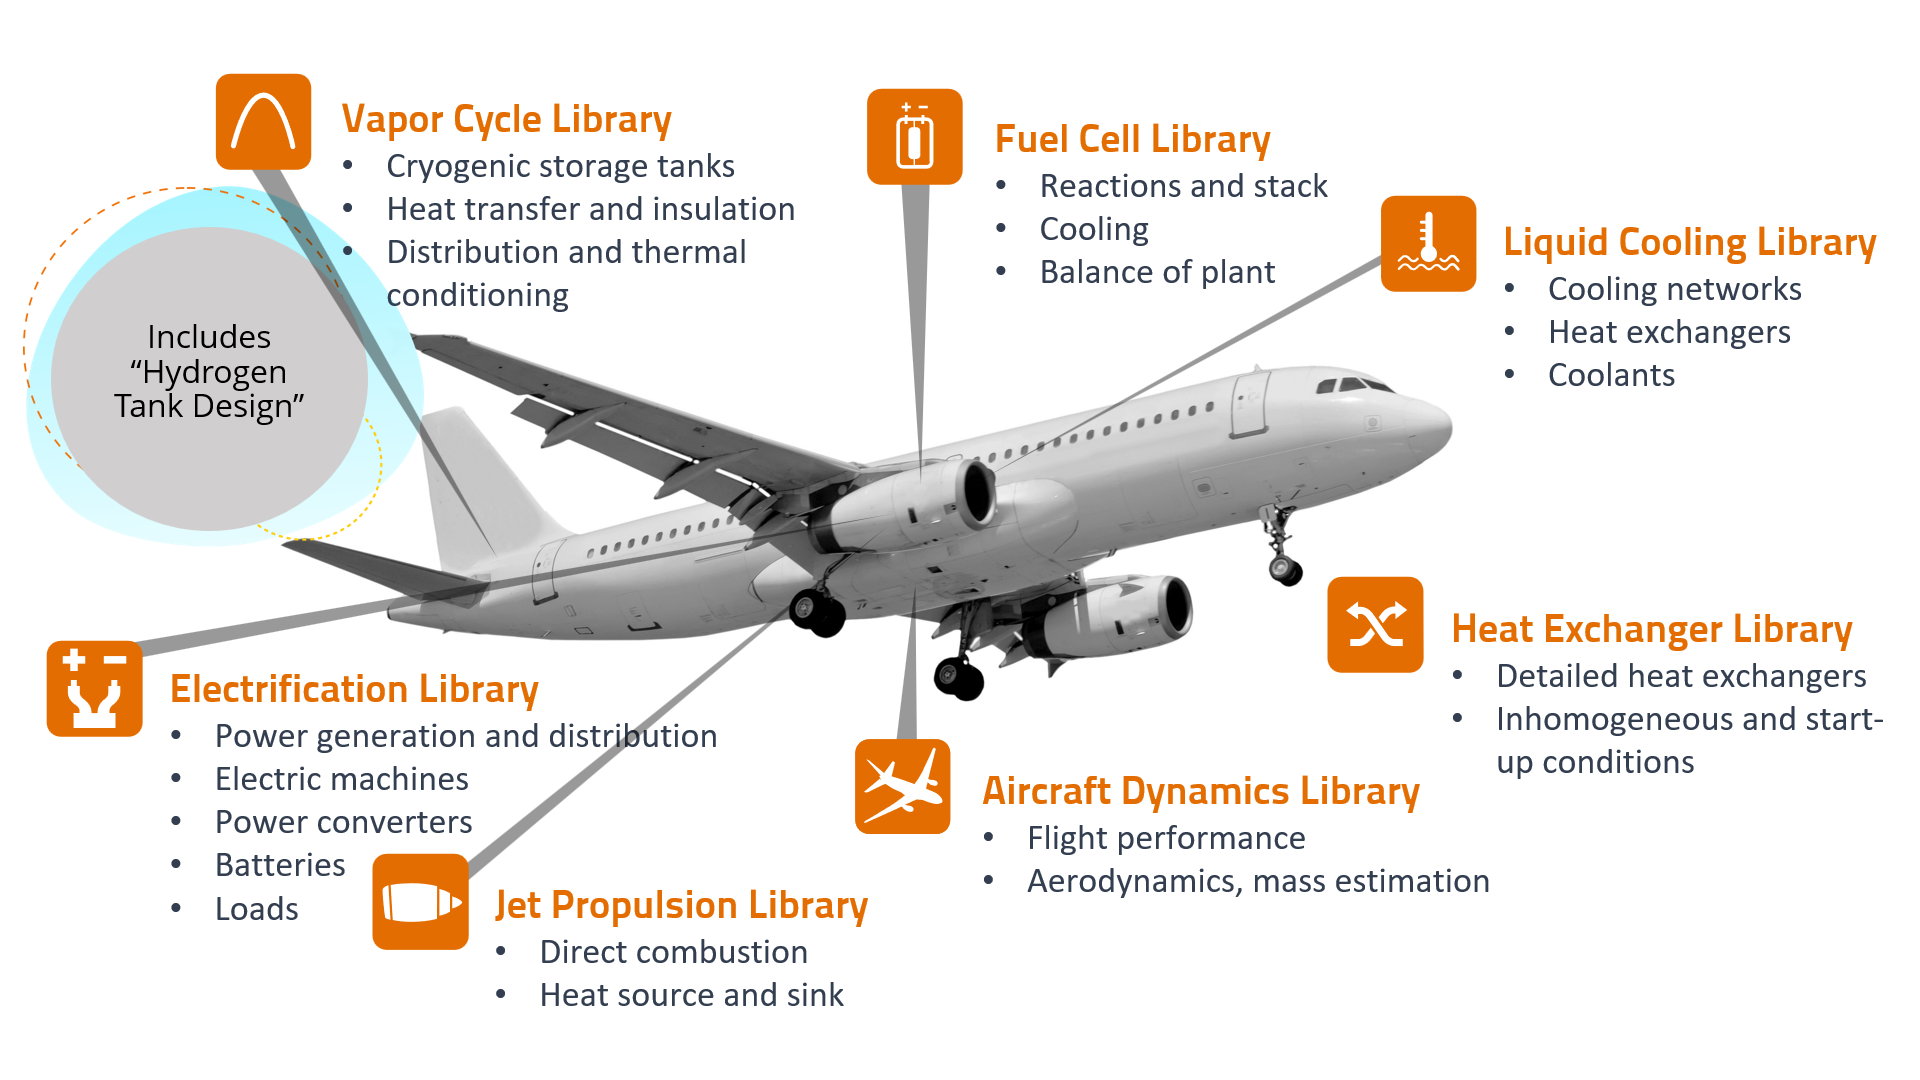 Vapor Cycle Library
• Cryogenic storage tanks
• Heat transfer and insulation
• Distribution and thermal
conditioning
Includes
“Hydrogen
Tank Design”
Fuel Cell Library
• Reactions and stack
• Cooling
• Balance of plant
Liquid Cooling Library
• Cooling networks
• Heat exchangers
• Coolants
Electrification Library
• Power generation and distribution
• Electric machines
• Power converters
• Batteries
• Loads
Jet Propulsion Library
• Direct combustion
• Heat source and sink
Aircraft Dynamics Library
• Flight performance
• Aerodynamics, mass estimation
Heat Exchanger Library
• Detailed heat exchangers
• Inhomogeneous and start-
up conditions